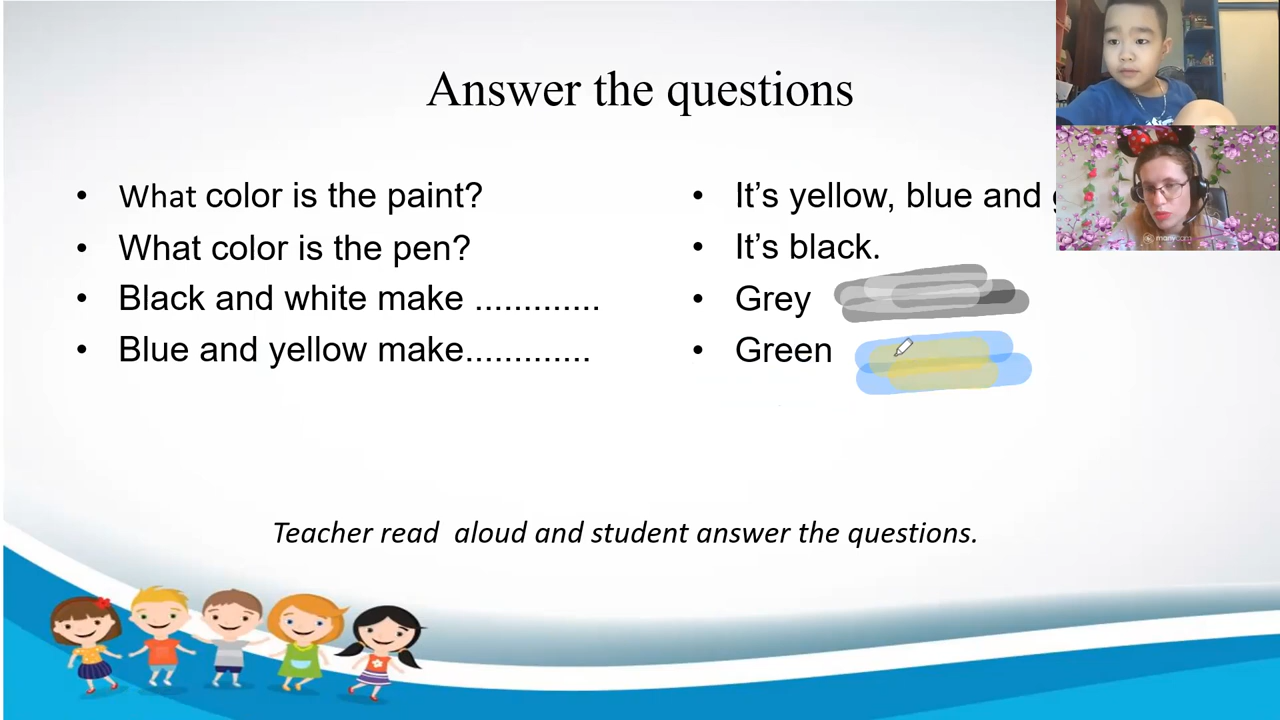 Answer the questions
• What color is the paint?
• What color is the pen?
• Black and white make .............
• Blue and yellow make.............
• It's yellow, blue and
• It's black.
• Grey
• Green
Teacher read  aloud and student answer the questions.
manycam